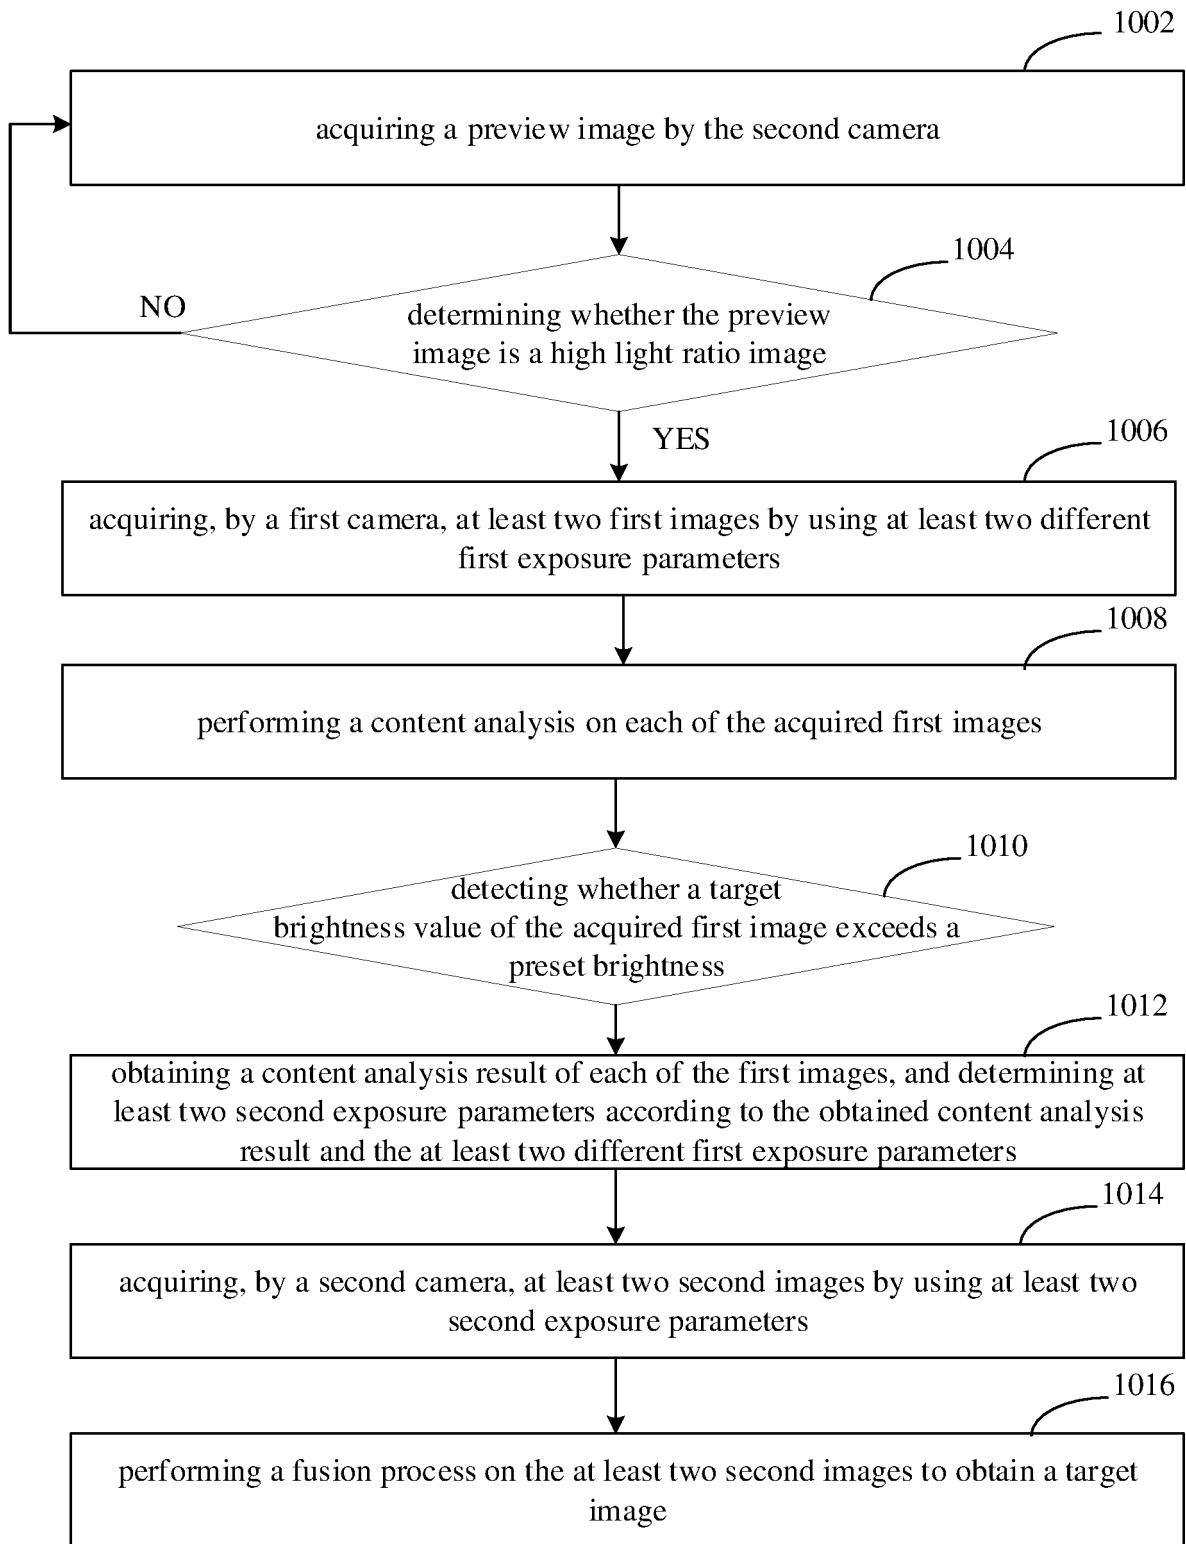 1002
acquiring a preview image by the second camera
1004
NO
determining whether the preview
image is a high light ratio image
YES
1006
acquiring, by a first camera, at least two first images by using at least two different
first exposure parameters
1008
performing a content analysis on each of the acquired first images
1010
detecting whether a target
brightness value of the acquired first image exceeds a
preset brightness
1012
obtaining a content analysis result of each of the first images, and determining at
least two second exposure parameters according to the obtained content analysis
result and the at least two different first exposure parameters
1014
acquiring, by a second camera, at least two second images by using at least two
second exposure parameters
1016
performing a fusion process on the at least two second images to obtain a target
image